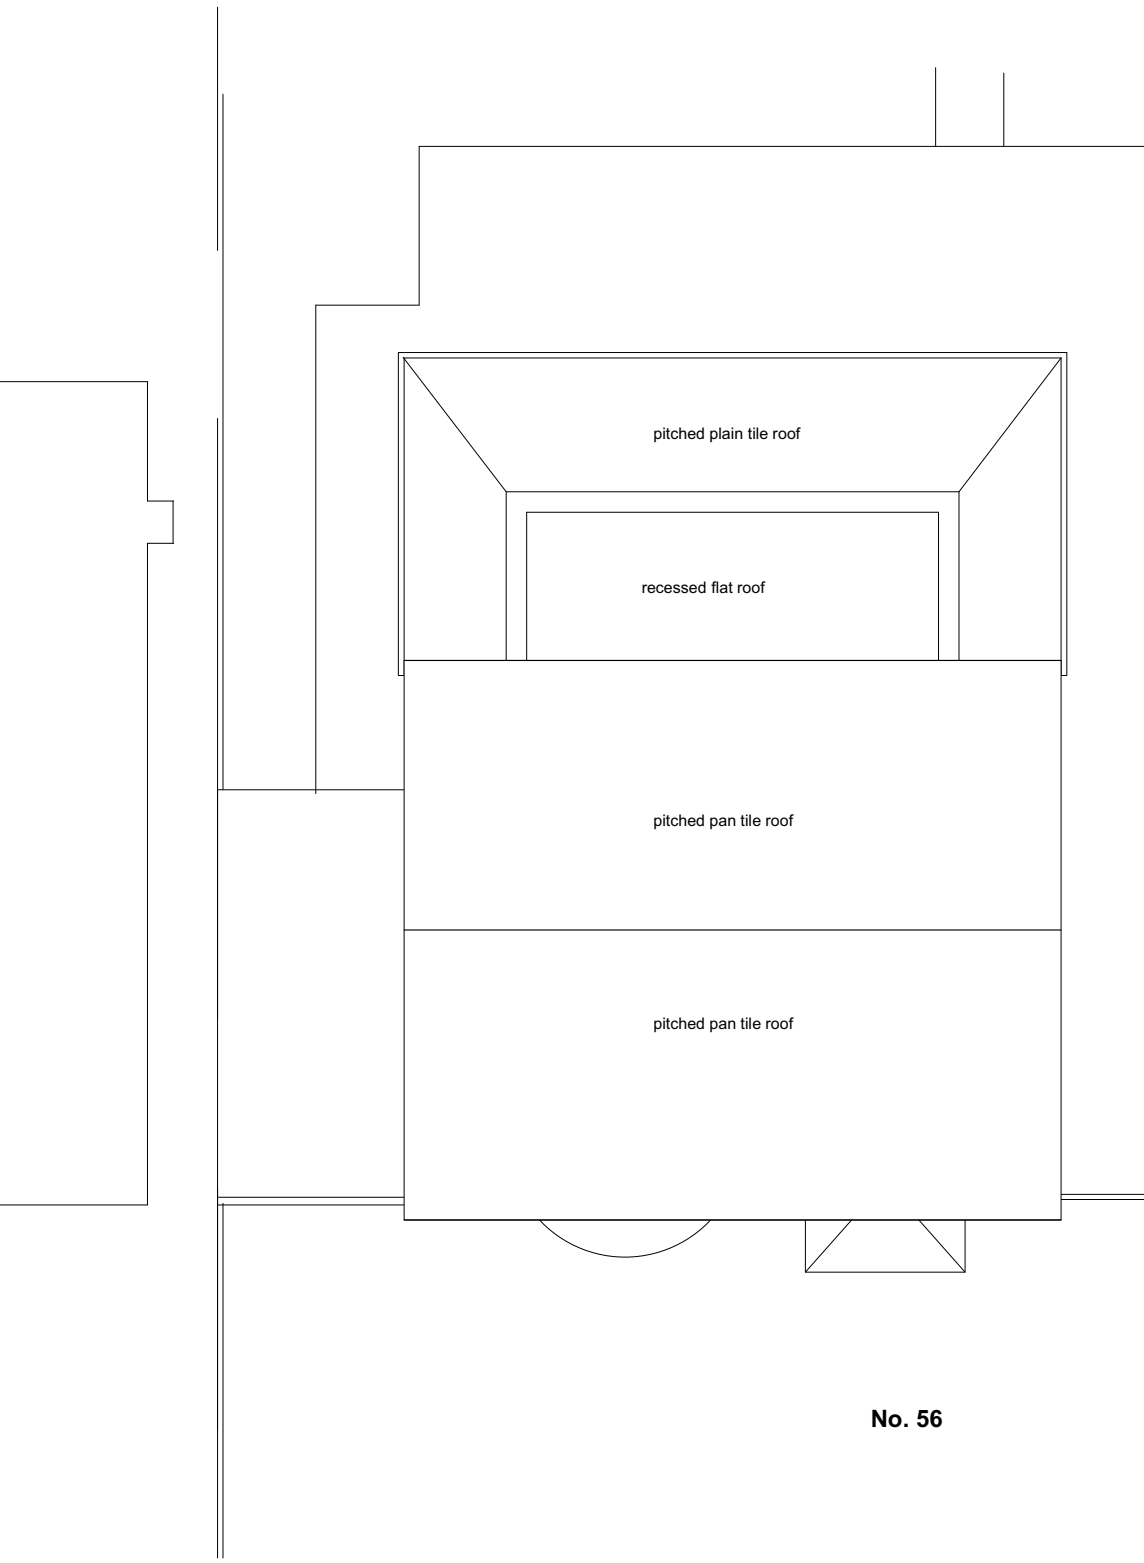 pitched plain tile roof
recessed flat roof
pitched pan tile roof
pitched pan tile roof
No. 56